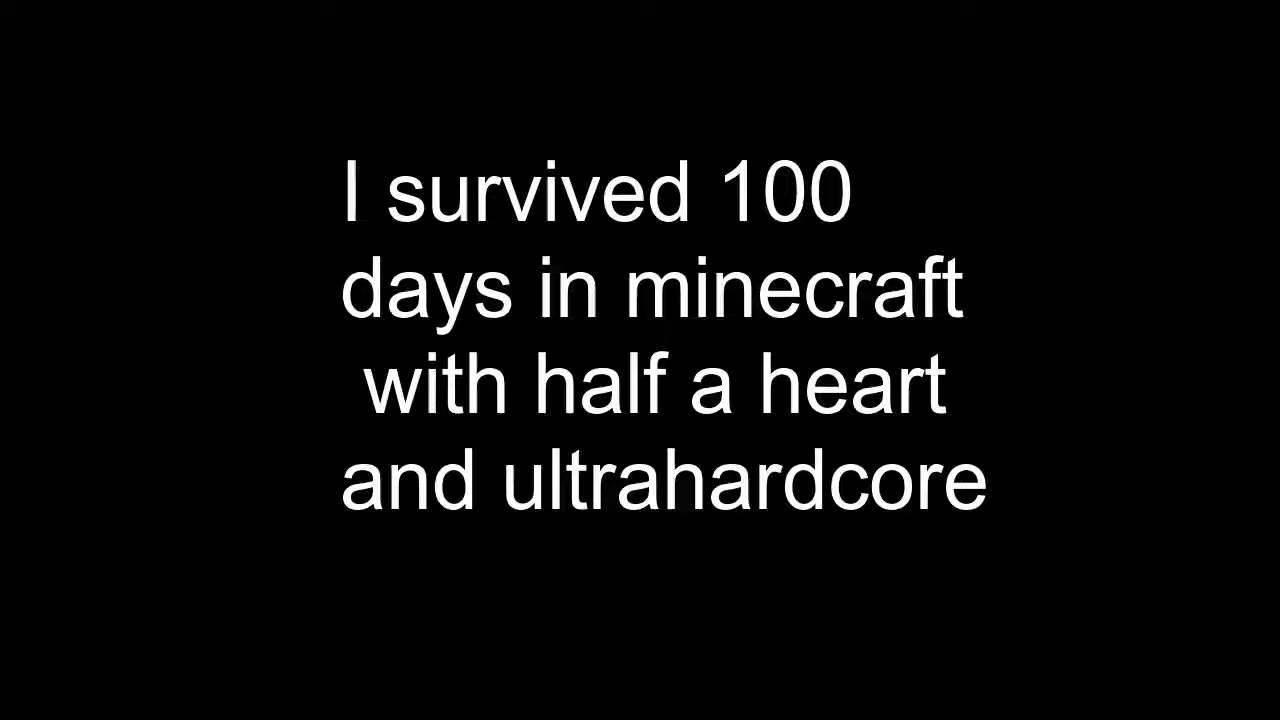 I survived 100
days in minecraft
with half a heart
and ultrahardcore